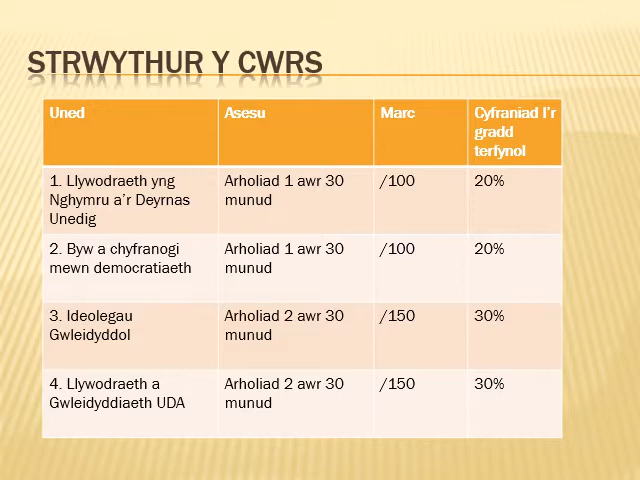 STRWYTHUR Y CWRS
Uned
Asesu
Marc
Cyfraniad I'r
gradd
terfynol
1. Llywodraeth yng
Nghymru a'r Deyrnas
Unedig
Arholiad 1 awr 30
munud
/100
20%
2. Byw a chyfranogi
mewn democratiaeth
Arholiad 1 awr 30
munud
/100
20%
3. Ideolegau
Gwleidyddol
Arholiad 2 awr 30
munud
/150
30%
4. Llywodraeth a
Gwleidyddiaeth UDA
Arholiad 2 awr 30
munud
/150
30%